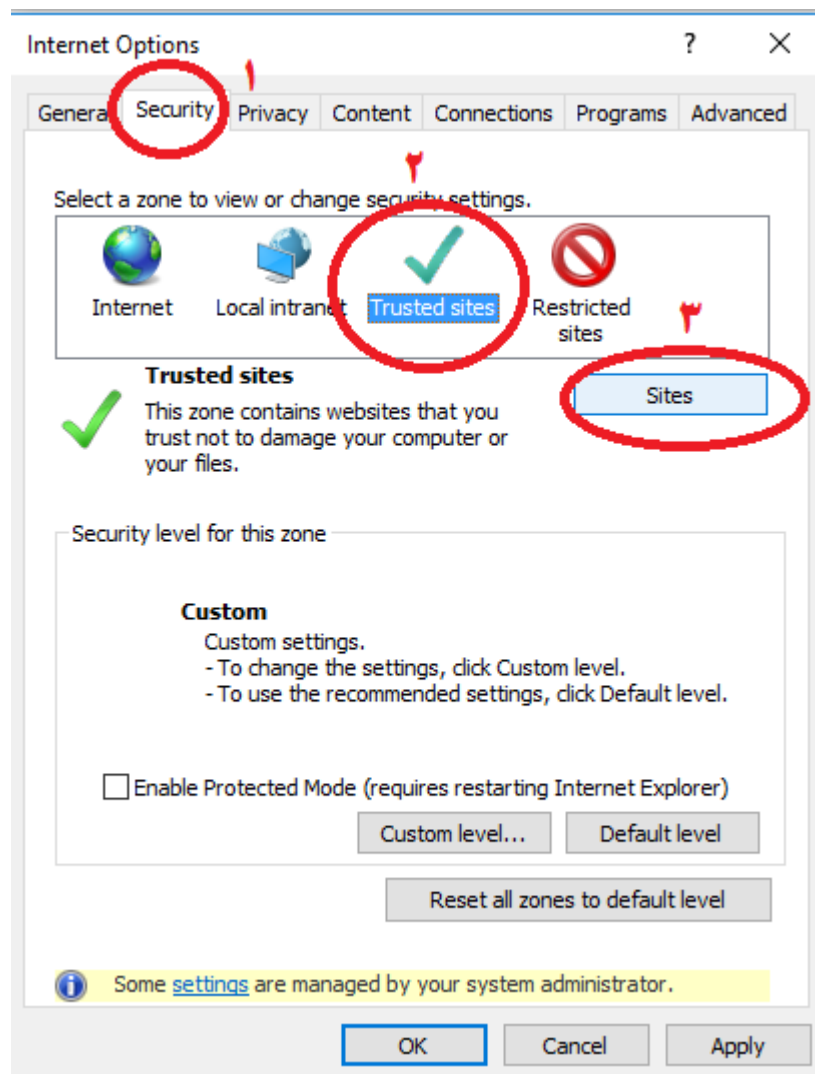 Internet Options ? ×
۱
General Security Privacy Content Connections Programs Advanced
۲
Select a zone to view or change security settings.
Internet Local intranet Trusted sites Restricted sites
۳
Trusted sites
Sites
This zone contains websites that you
trust not to damage your computer or
your files.
Security level for this zone
Custom
Custom settings.
- To change the settings, click Custom level.
- To use the recommended settings, click Default level.
Enable Protected Mode (requires restarting Internet Explorer)
Custom level... Default level
Reset all zones to default level
Some settings are managed by your system administrator.
OK Cancel Apply